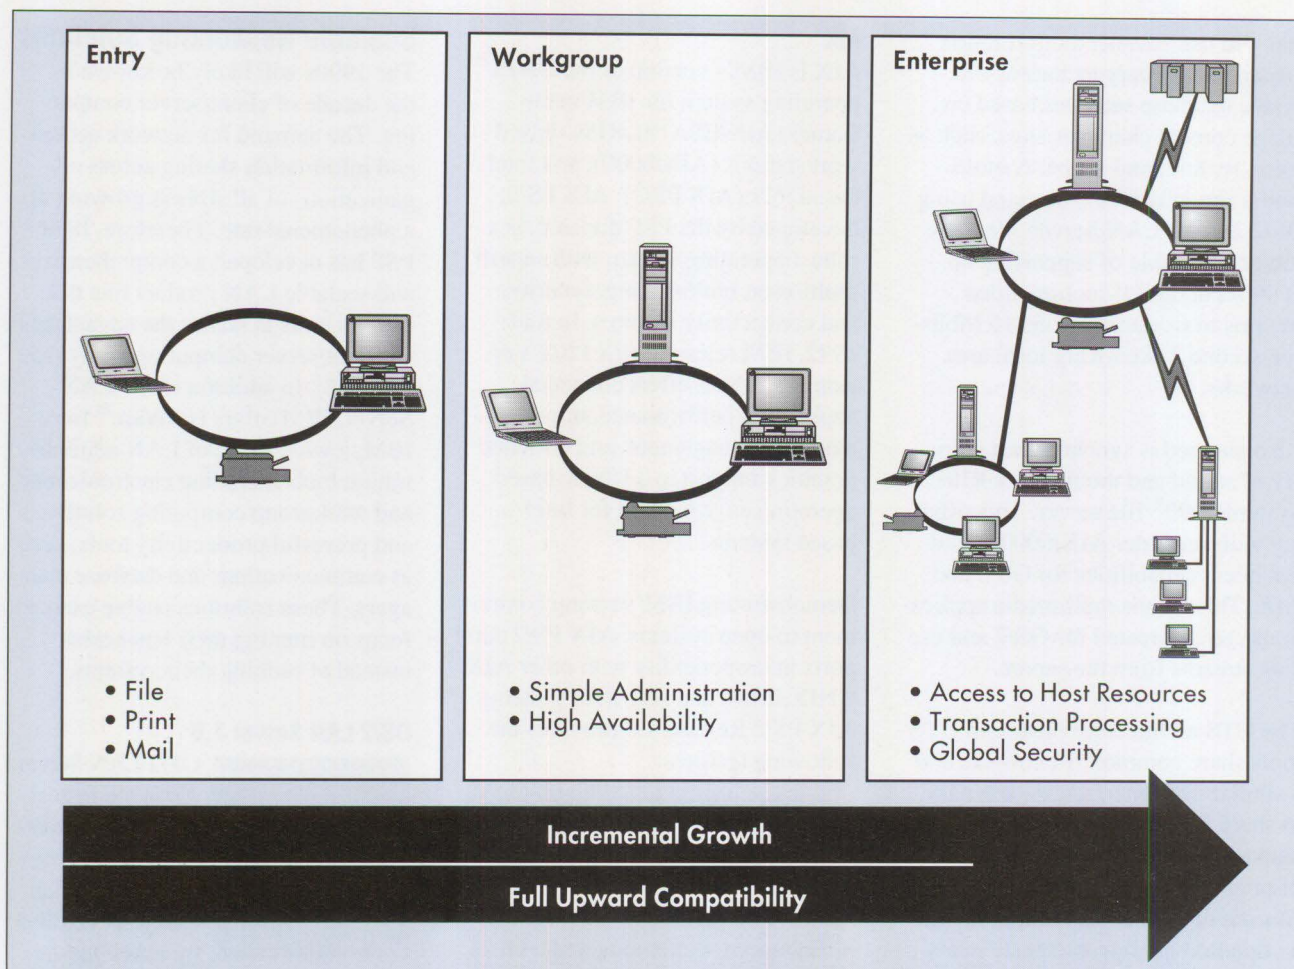 Entry
• File
• Print
• Mail
Workgroup
• Simple Administration
• High Availability
Enterprise
• Access to Host Resources
• Transaction Processing
• Global Security
Incremental Growth
Full Upward Compatibility